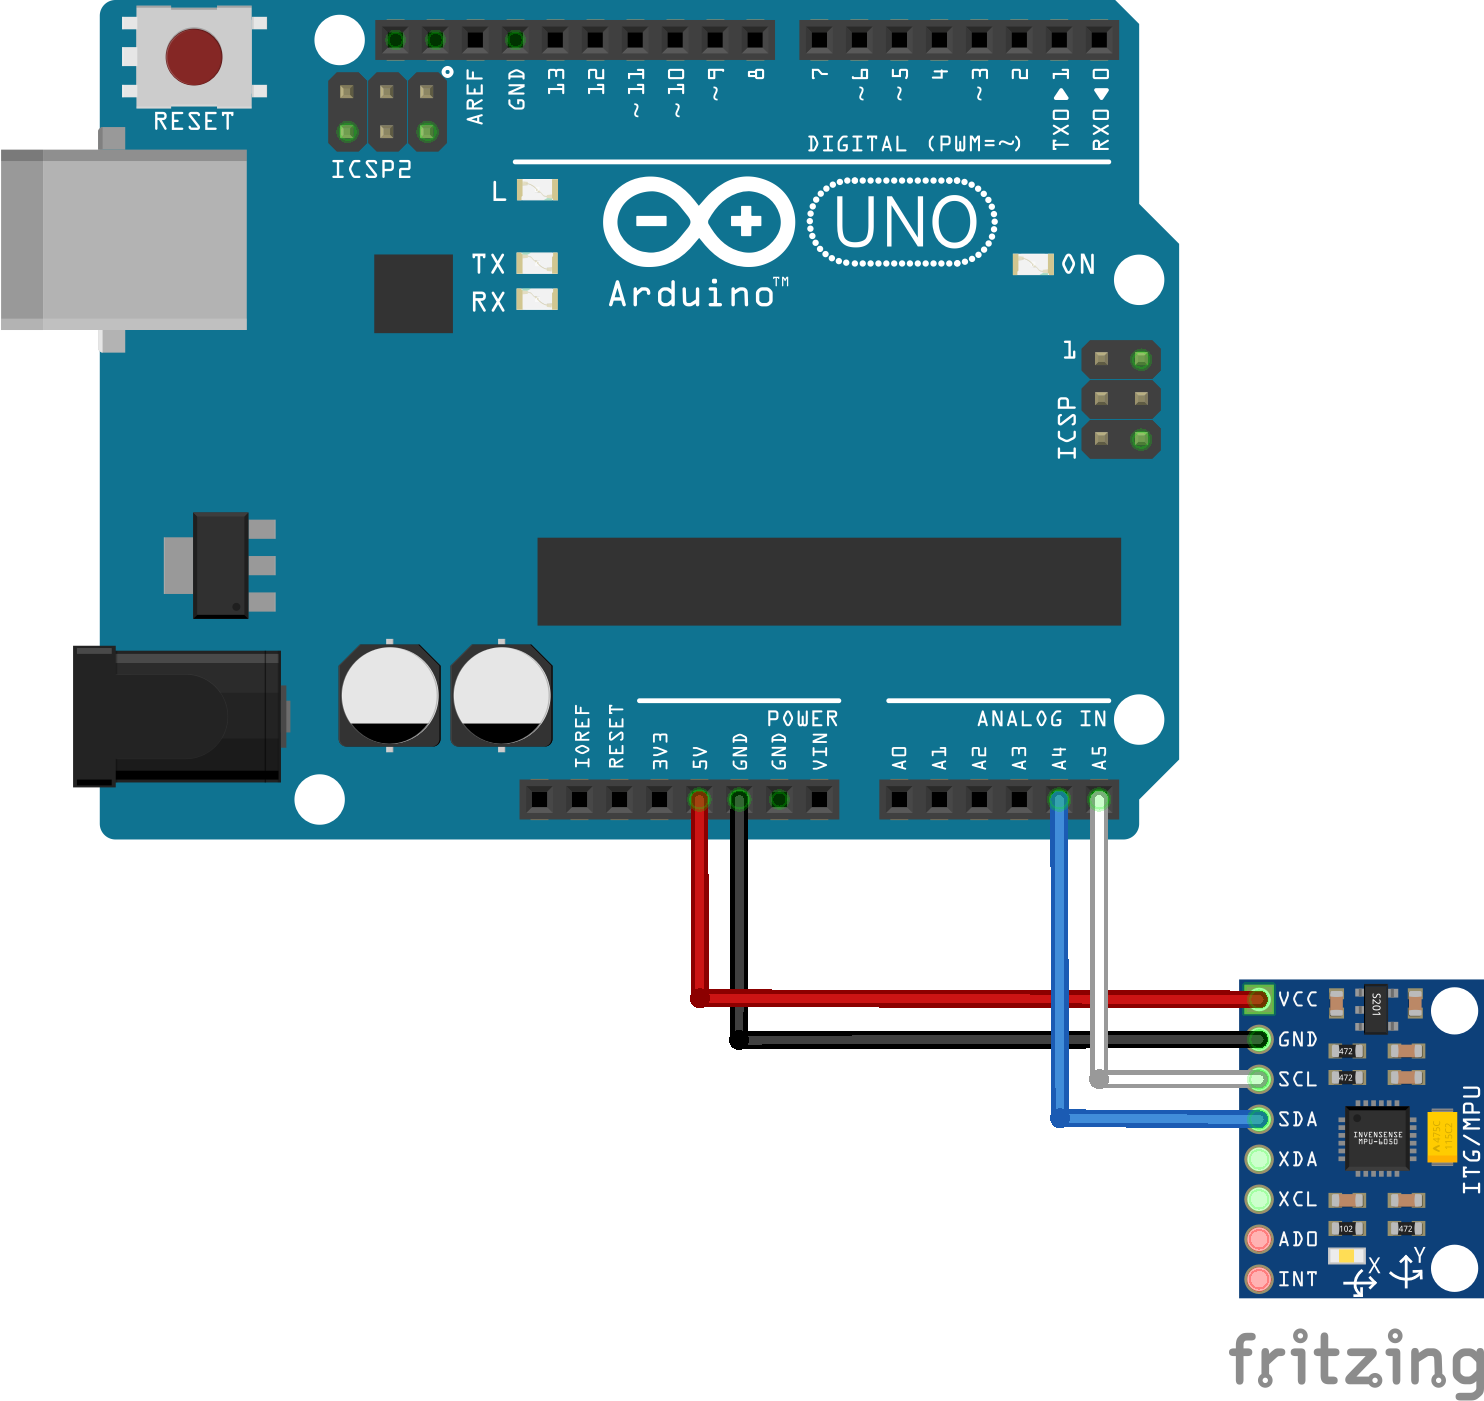 RESET
ICSP2
AREF
GND
13
12
~11
~10
~9
8
7
~6
~5
4
~3
2
TX0▶1
RX0◀0
DIGITAL (PWM=~)
L
TX
RX
UNO
Arduino™
ON
1
ICSP
POWER
ANALOG IN
IOREF
RESET
3V3
5V
GND
GND
VIN
A0
A1
A2
A3
A4
A5
VCC
GND
SCL
SDA
XDA
XCL
AD0
INT
S201
472
472
INVENSENSE
MPU-6050
475C
115C2
ITG/MPU
102
472
X
Y
fritzing